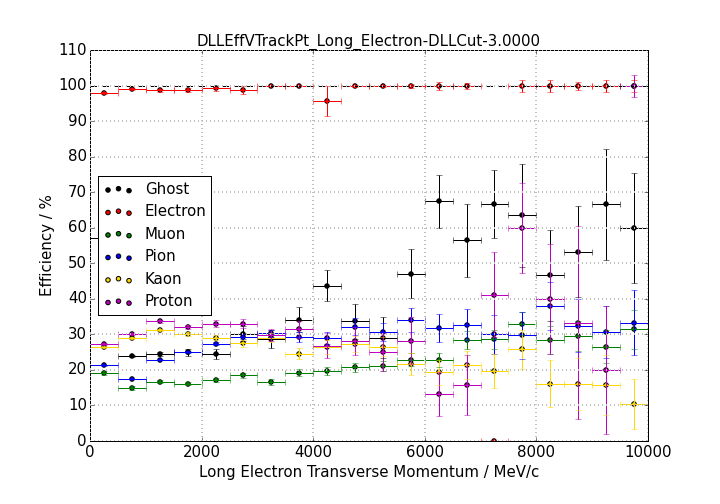 DLLEffVTrackPt_Long_Electron-DLLCut-3.0000
110
100
90
80
70
60
50
40
30
20
10
0
Efficiency / %
Ghost
Electron
Muon
Pion
Kaon
Proton
0 2000 4000 6000 8000 10000
Long Electron Transverse Momentum / MeV/c